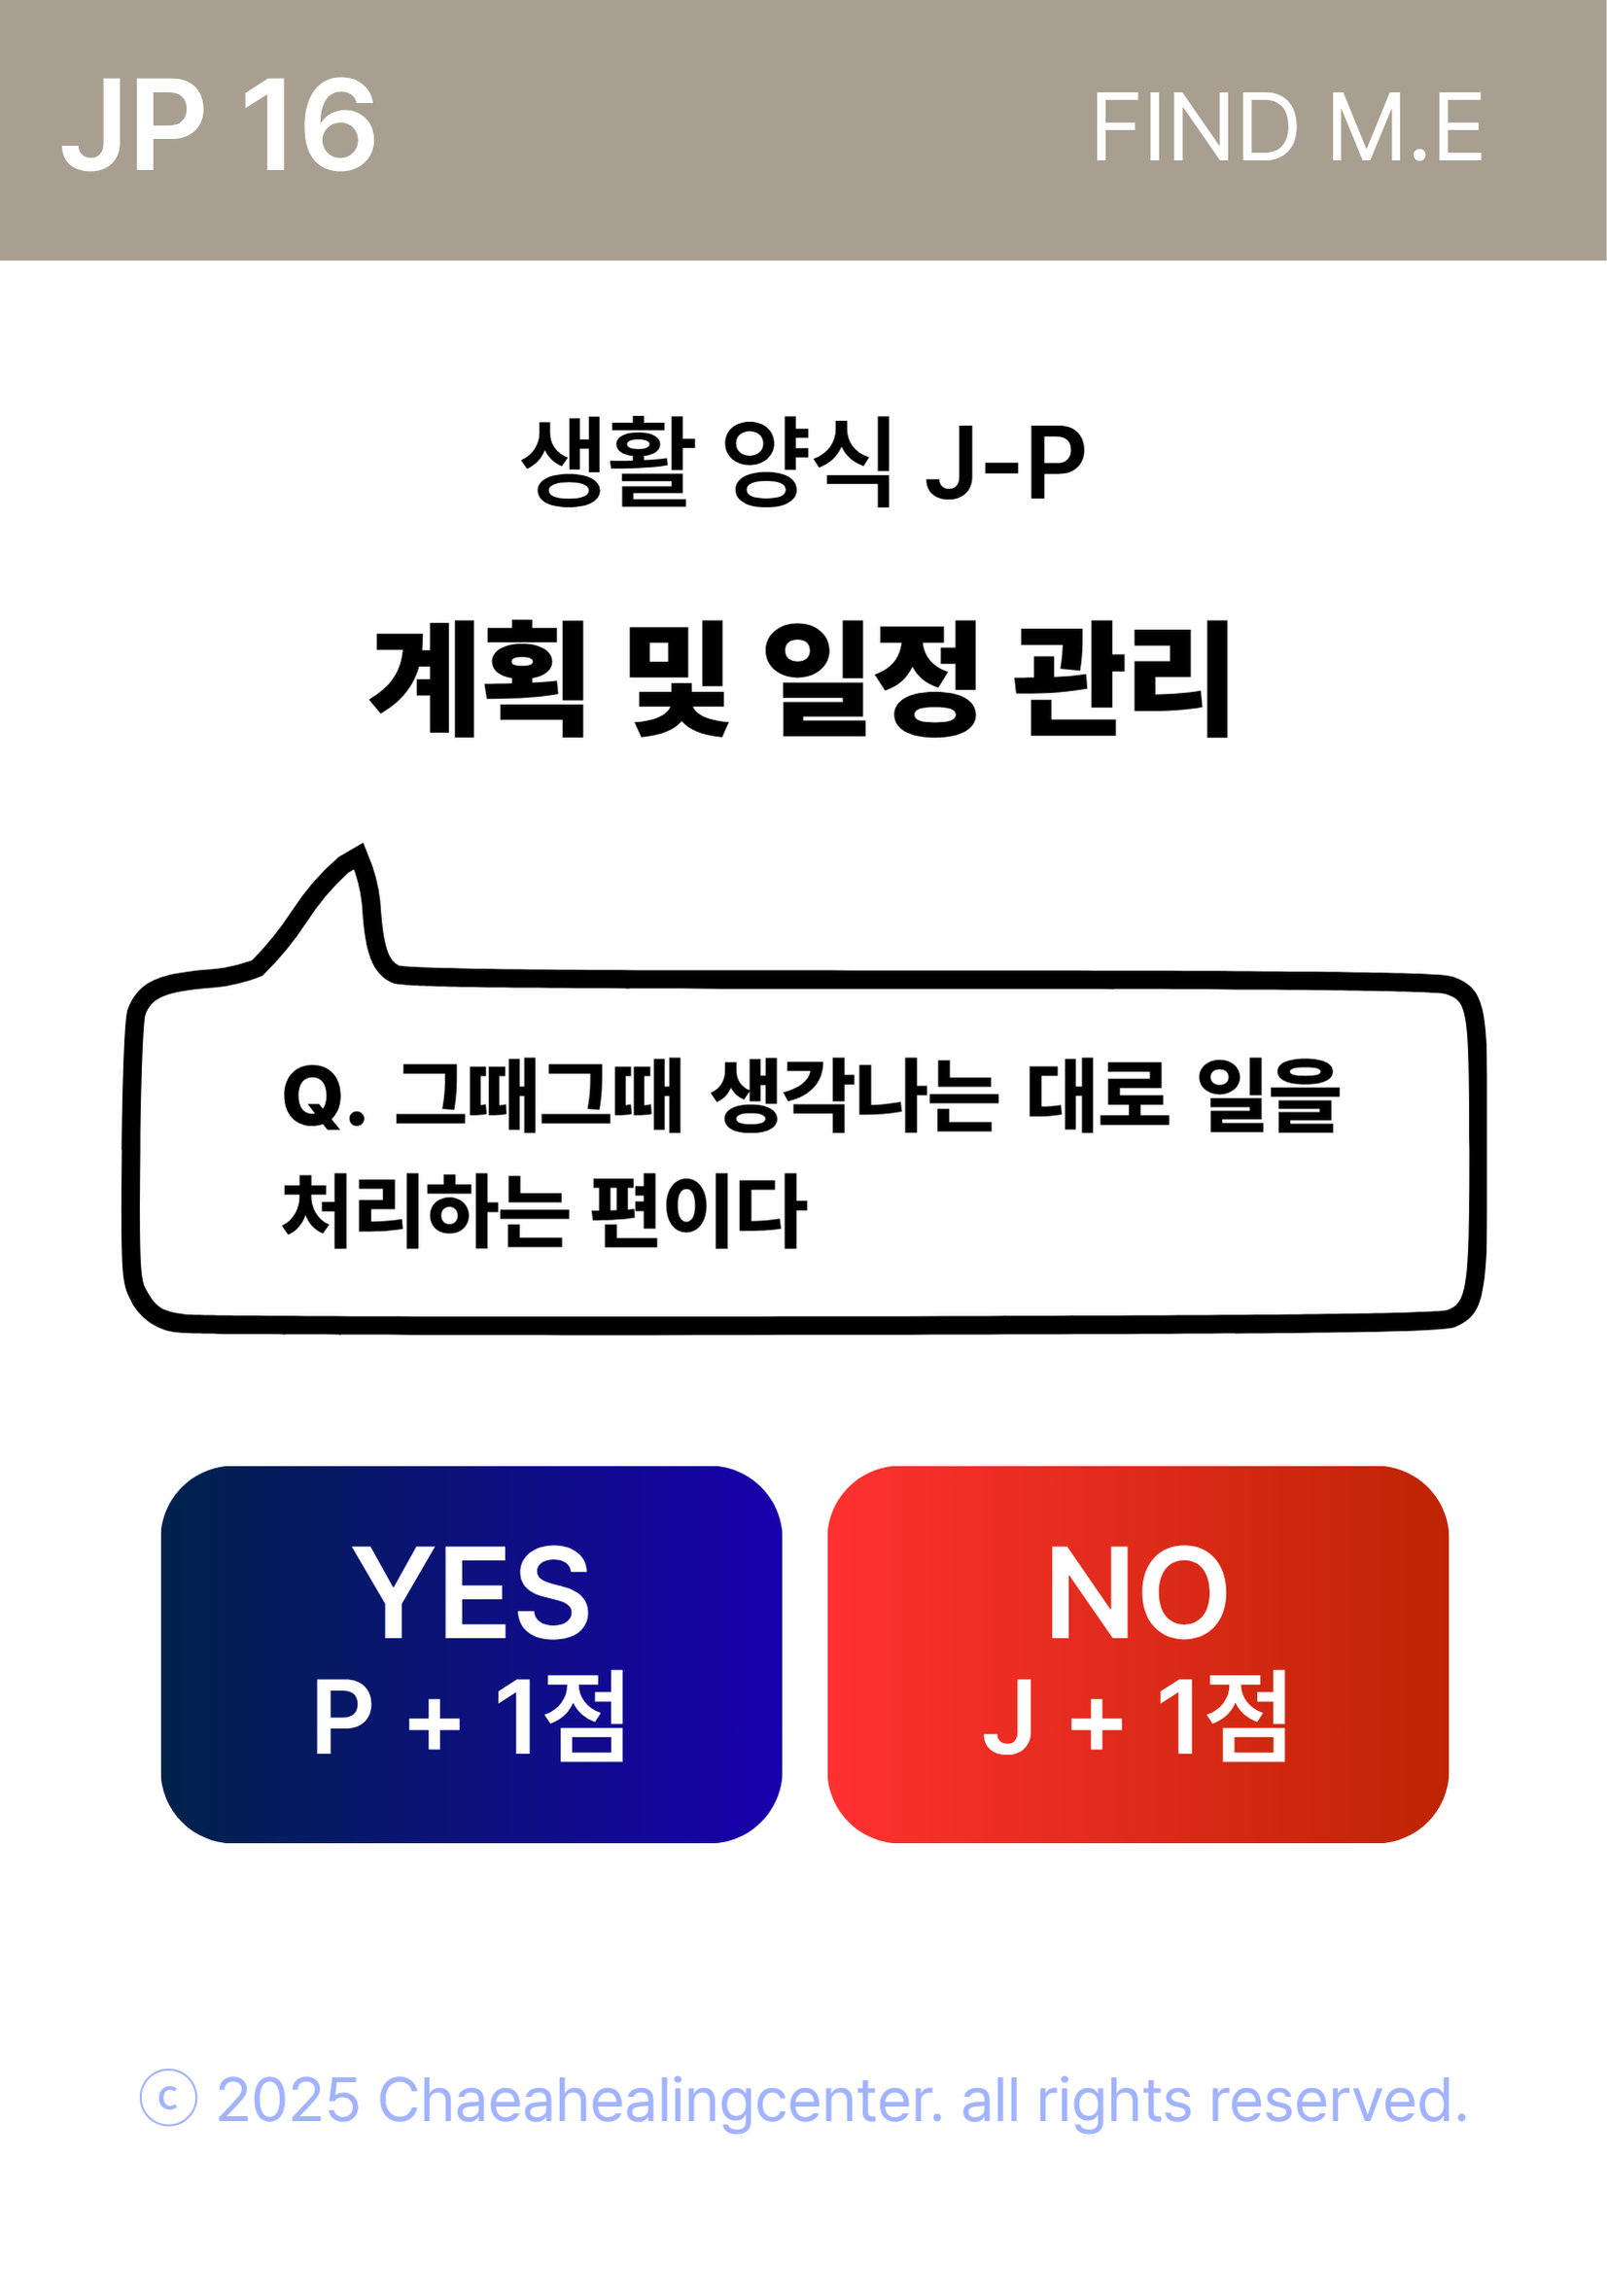 JP 16
FIND M.E
생활 양식 J-P
계획 및 일정 관리
Q. 그때그때 생각나는 대로 일을
처리하는 편이다
YES
P + 1점
NO
J + 1점
© 2025 Chaeahealingcenter. all rights reserved.